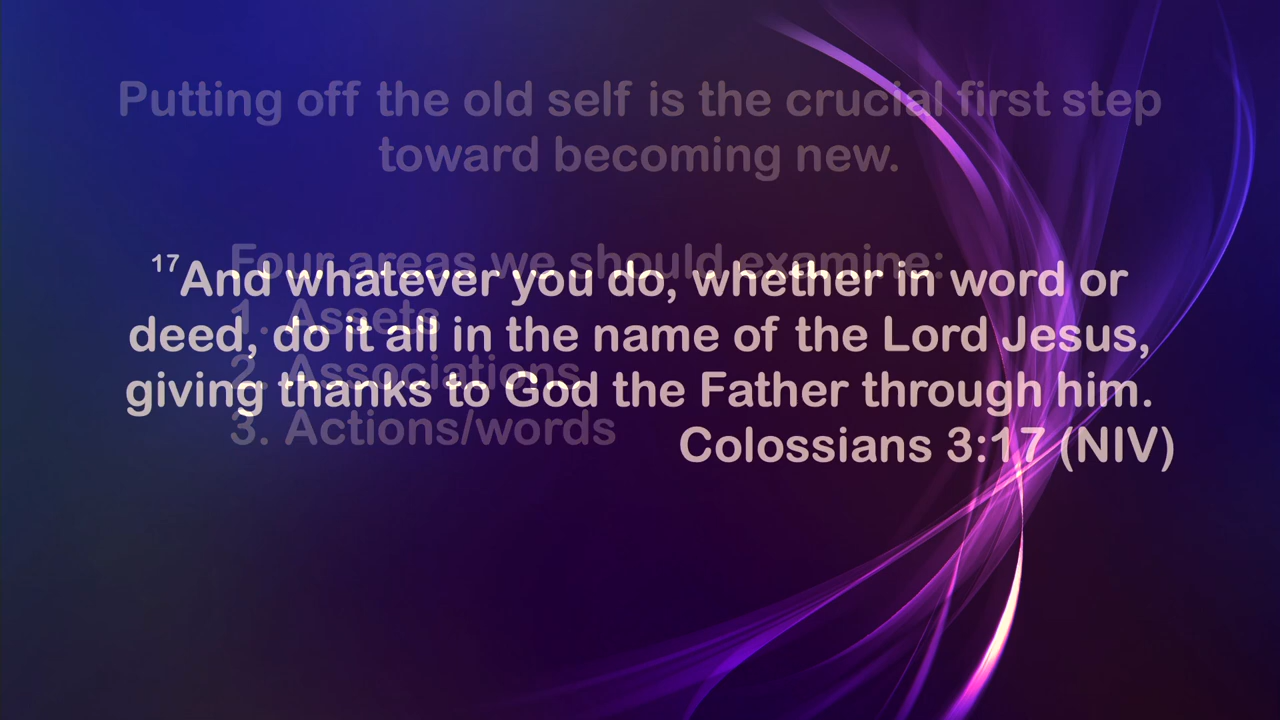 Putting off the old self is the crucial first step
toward becoming new.
Four areas we should examine:
1. Assets
2. Associations
3. Actions/words
17And whatever you do, whether in word or
deed, do it all in the name of the Lord Jesus,
giving thanks to God the Father through him.
Colossians 3:17 (NIV)